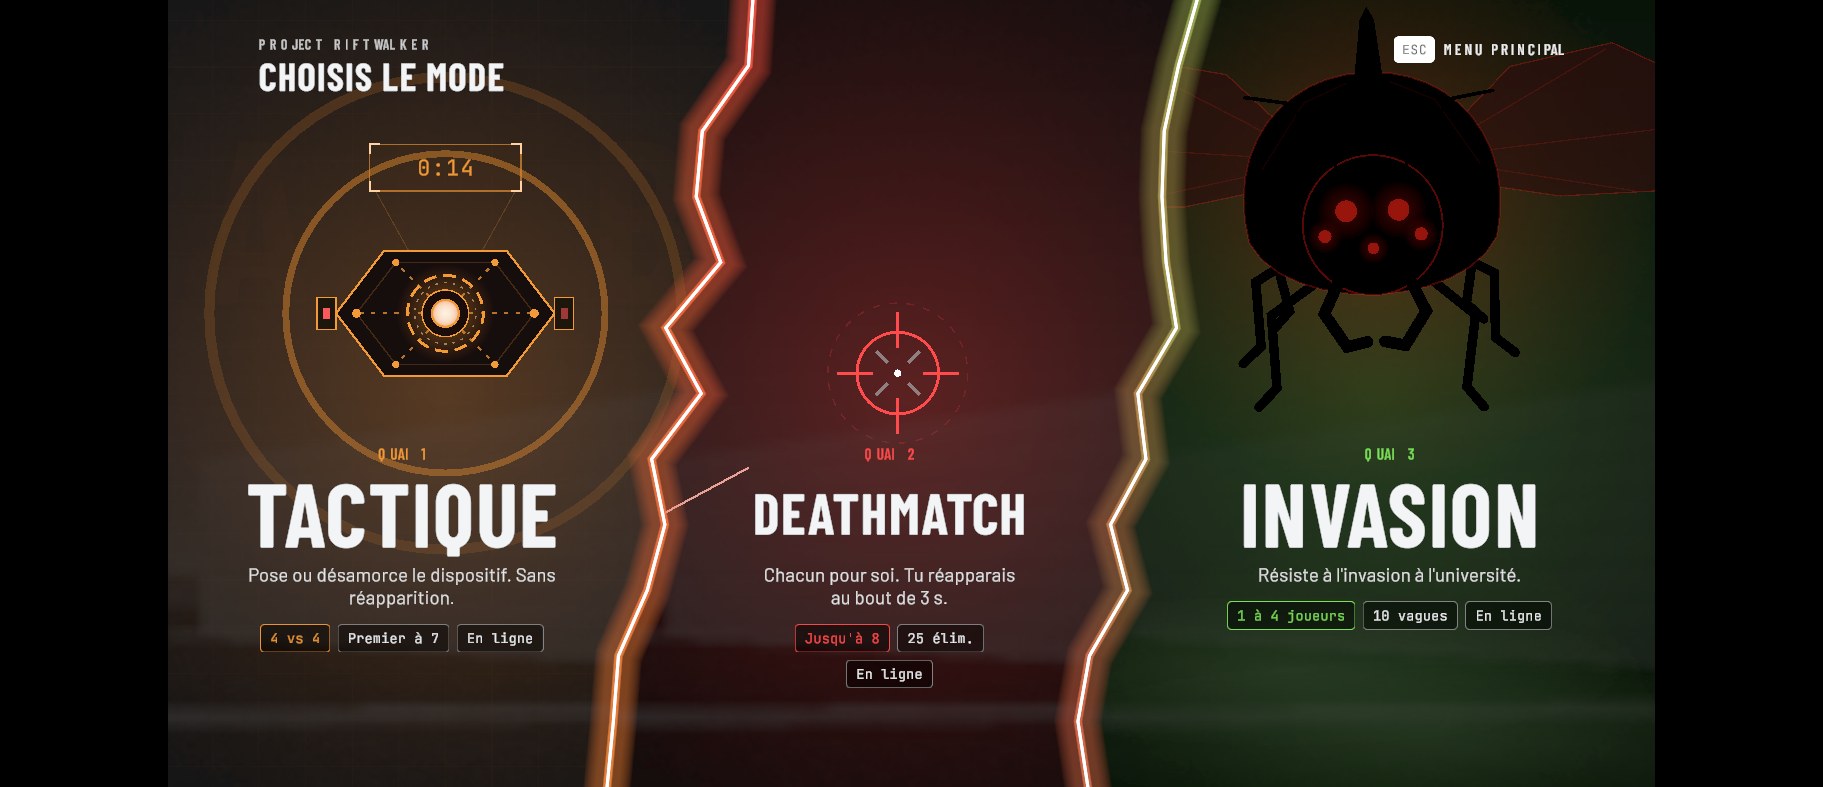 PROJECT RIFTWALKER
CHOISIS LE MODE
ESC MENU PRINCIPAL
0:14
QUAI 1
TACTIQUE
Pose ou désamorce le dispositif. Sans
réapparition.
4 vs 4 Premier à 7 En ligne
QUAI 2
DEATHMATCH
Chacun pour soi. Tu réapparais
au bout de 3 s.
Jusqu'à 8 25 élim.
En ligne
QUAI 3
INVASION
Résiste à l'invasion à l'université.
1 à 4 joueurs 10 vagues En ligne